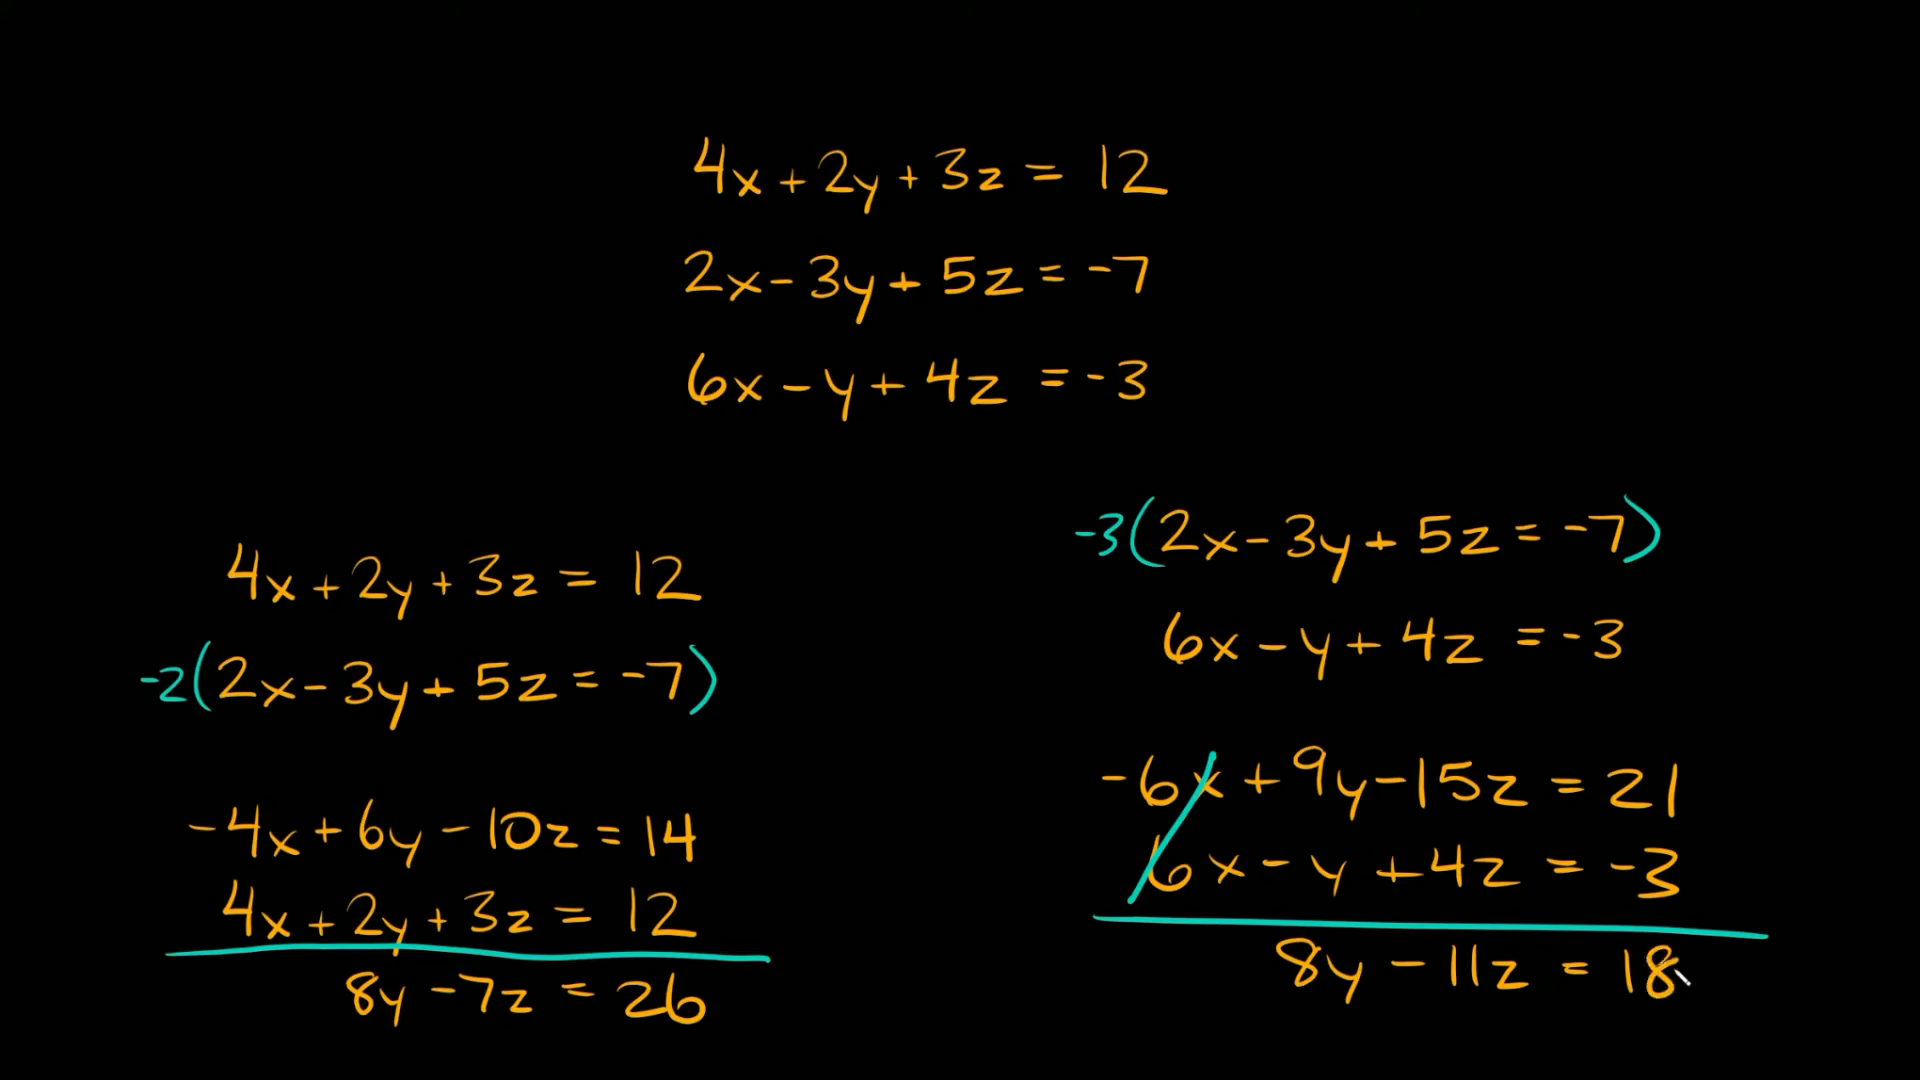 4x + 2y + 3z = 12
2x - 3y + 5z = -7
6x - y + 4z = -3
4x + 2y + 3z = 12
-2(2x - 3y + 5z = -7)
-4x + 6y - 10z = 14
4x + 2y + 3z = 12
8y - 7z = 26
-3(2x - 3y + 5z = -7)
6x - y + 4z = -3
-6x + 9y - 15z = 21
6x - y + 4z = -3
8y - 11z = 18